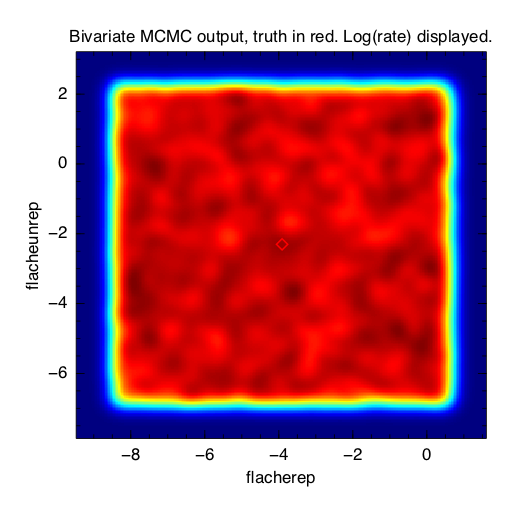 Bivariate MCMC output, truth in red. Log(rate) displayed.
2
0
−2
−4
−6
flacheunrep
−8 −6 −4 −2 0
flacherep